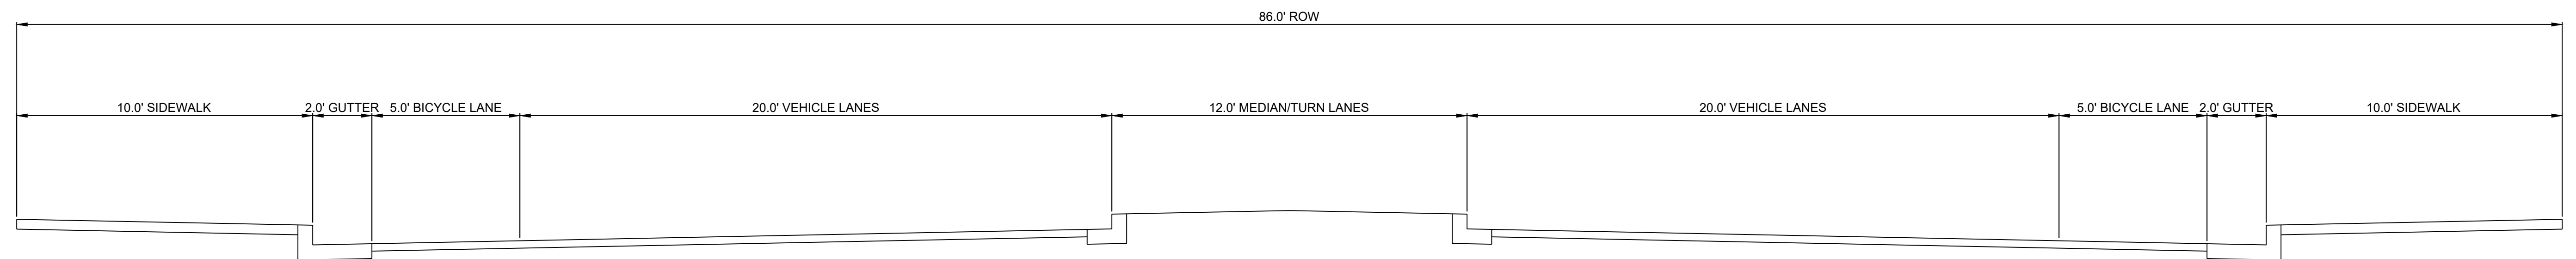 86.0' ROW
10.0' SIDEWALK 2.0' GUTTER 5.0' BICYCLE LANE 20.0' VEHICLE LANES 12.0' MEDIAN/TURN LANES 20.0' VEHICLE LANES 5.0' BICYCLE LANE 2.0' GUTTER 10.0' SIDEWALK